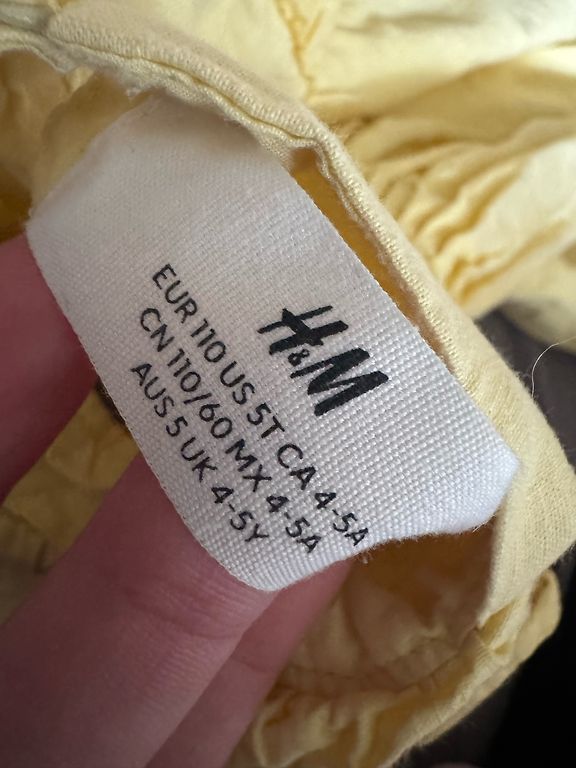 H&M
EUR 110 US 5T CA 4-5A
CN 110/60 MX 4-5A
AUS 5 UK 4-5Y